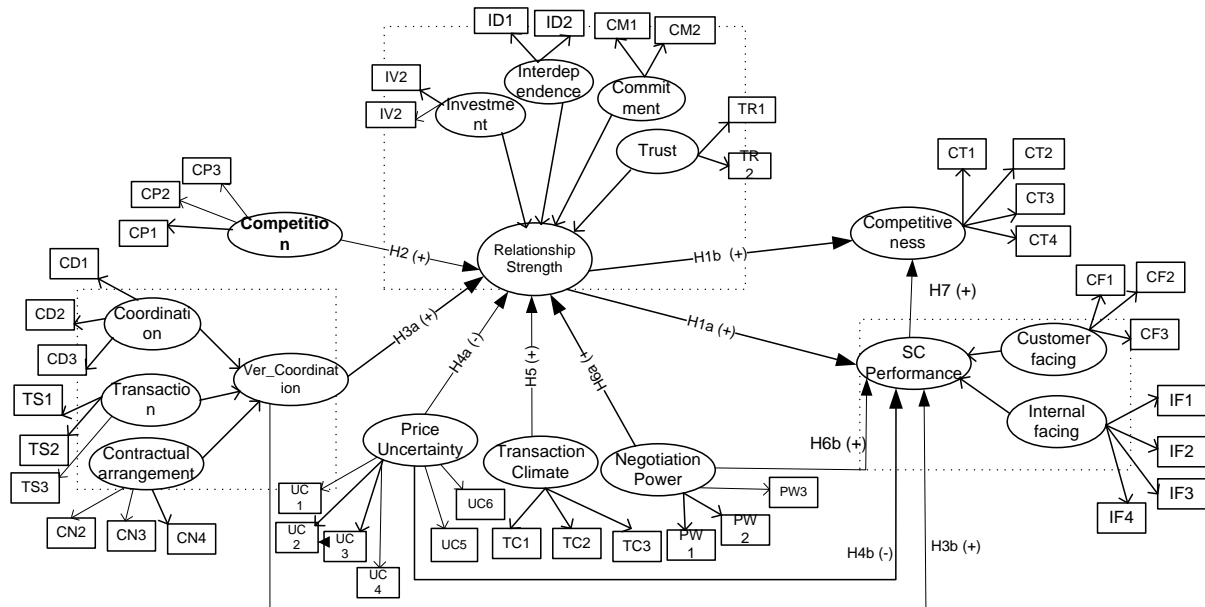 ID1
ID2
CM1
CM2
IV2
Interdep
endence
Commit
ment
IV2
Investme
nt
TR1
Trust
TR
2
CP3
CP2
CP1
Competitio
n
H2 (+)
Relationship
Strength
H1b (+)
CT1
CT2
CT3
CT4
Competitive
ness
CD1
CD2
CD3
Coordinati
on
H3a (+)
H4a (-)
H5 (+)
H6a (+)
H1a (+)
H7 (+)
CF1
CF2
CF3
Customer
facing
SC
Performance
Ver_Coordin
ation
TS1
TS2
TS3
Transactio
n
Contractual
arrangement
CN2
CN3
CN4
Price
Uncertainty
Transaction
Climate
Negotiation
Power
H6b (+)
Internal
facing
IF1
IF2
IF3
IF4
UC
1
UC
2
UC
3
UC
4
UC5
UC6
TC1
TC2
TC3
PW
1
PW
2
PW3
H4b (-)
H3b (+)